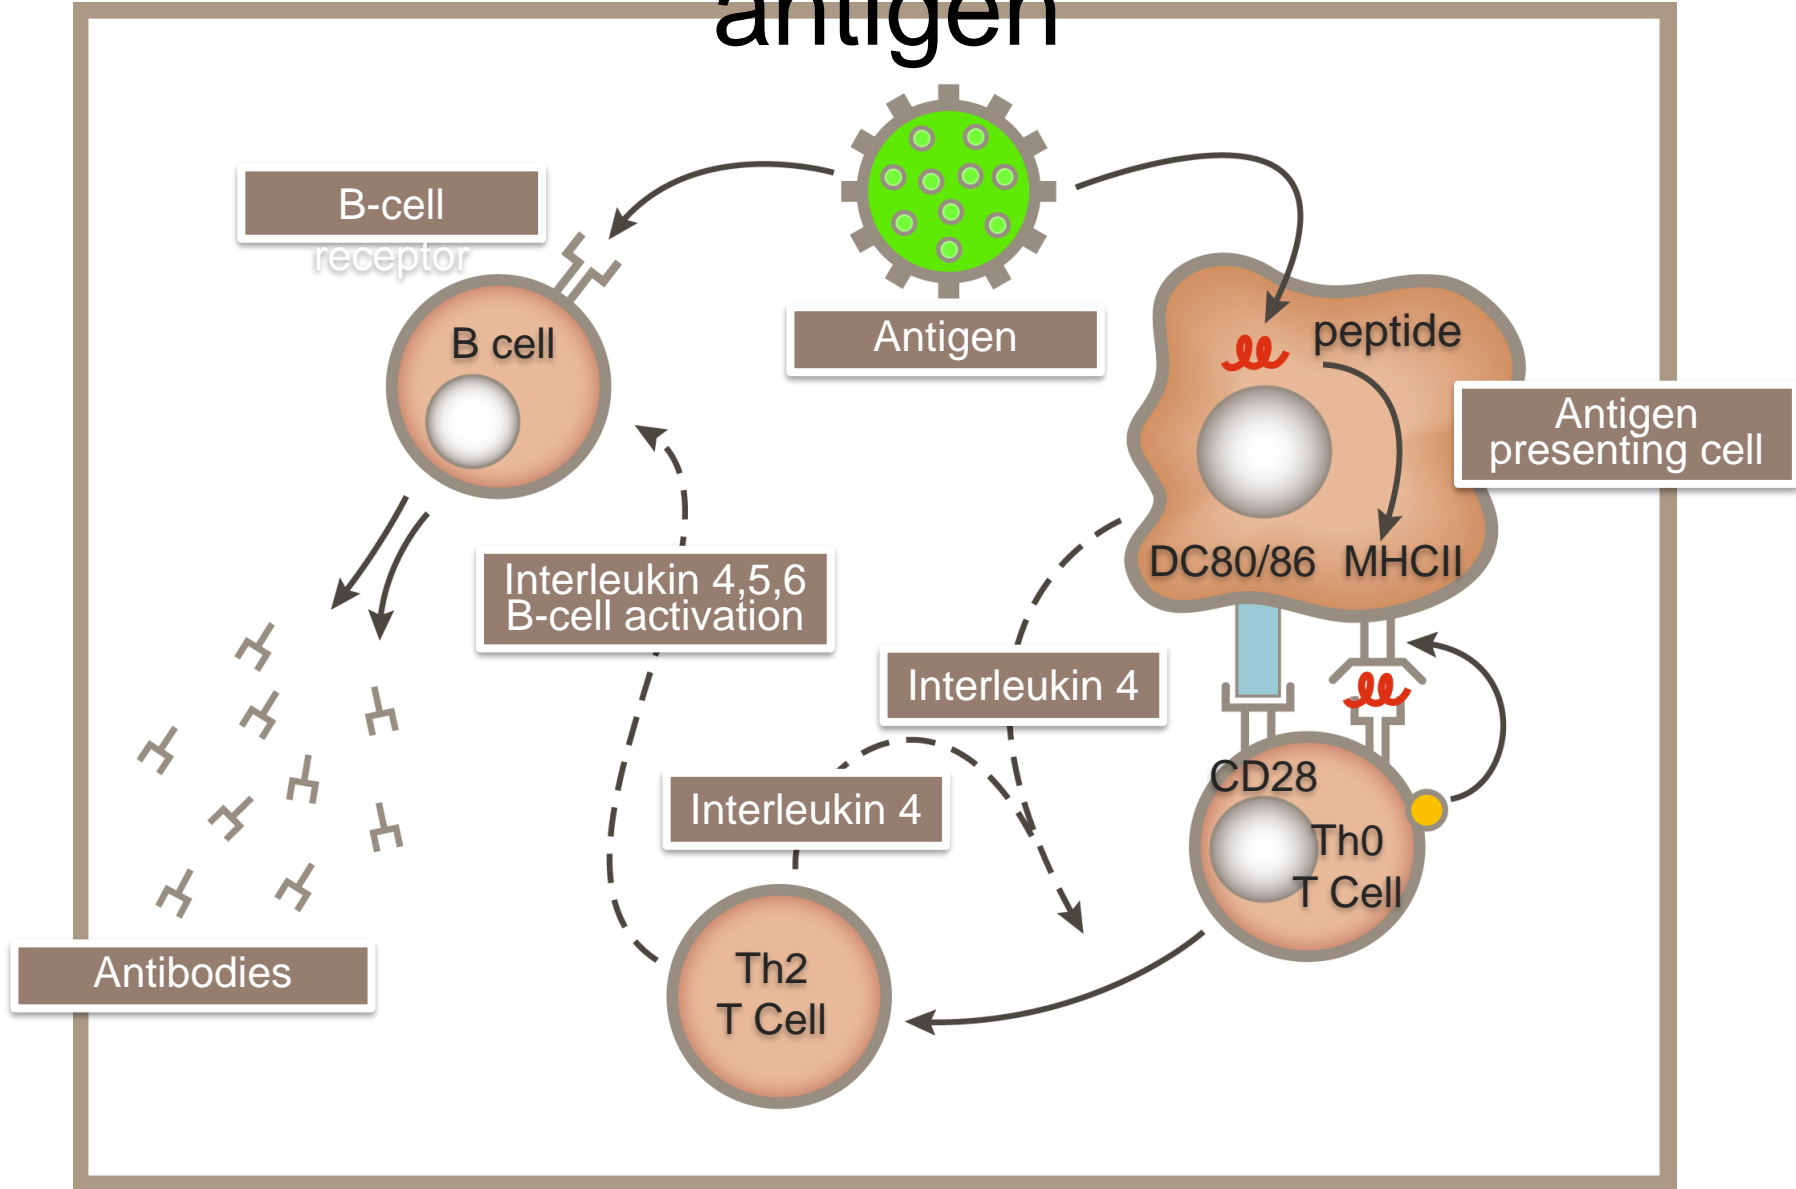 antigen
B-cell
receptor
B cell
Antigen
peptide
Antigen
presenting cell
DC80/86 MHCII
Interleukin 4,5,6
B-cell activation
Interleukin 4
Interleukin 4
CD28
Th0
T Cell
Th2
T Cell
Antibodies